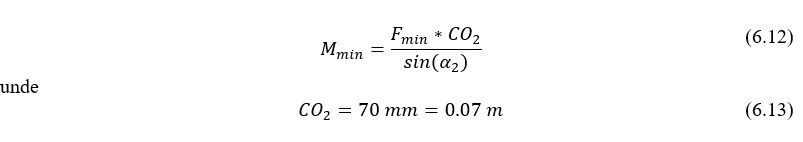 M_min = F_min * CO_2 / sin(α_2) (6.12)
unde
CO_2 = 70 mm = 0.07 m (6.13)